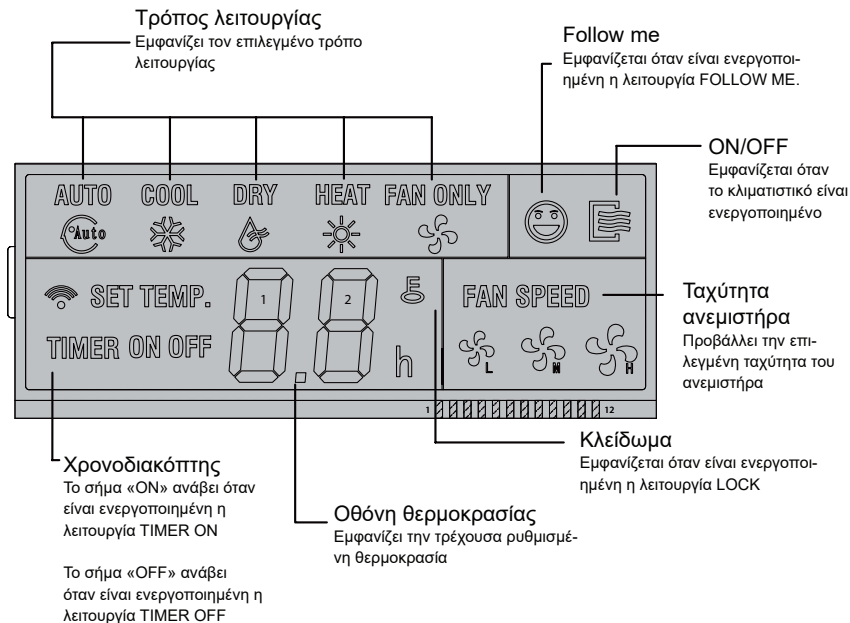 Τρόπος λειτουργίας
Εμφανίζει τον επιλεγμένο τρόπο
λειτουργίας
Follow me
Εμφανίζεται όταν είναι ενεργοποι-
ημένη η λειτουργία FOLLOW ME.
ON/OFF
Εμφανίζεται όταν
το κλιματιστικό είναι
ενεργοποιημένο
AUTO COOL DRY HEAT FAN ONLY
Auto
SET TEMP. 1 2 FAN SPEED
TIMER ON OFF h L M H
1 12
Ταχύτητα
ανεμιστήρα
Προβάλλει την επι-
λεγμένη ταχύτητα του
ανεμιστήρα
Κλείδωμα
Εμφανίζεται όταν είναι ενεργοποι-
ημένη η λειτουργία LOCK
Χρονοδιακόπτης
Το σήμα «ON» ανάβει όταν
είναι ενεργοποιημένη η
λειτουργία TIMER ON
Το σήμα «OFF» ανάβει
όταν είναι ενεργοποιημένη η
λειτουργία TIMER OFF
Οθόνη θερμοκρασίας
Εμφανίζει την τρέχουσα ρυθμισμέ-
νη θερμοκρασία